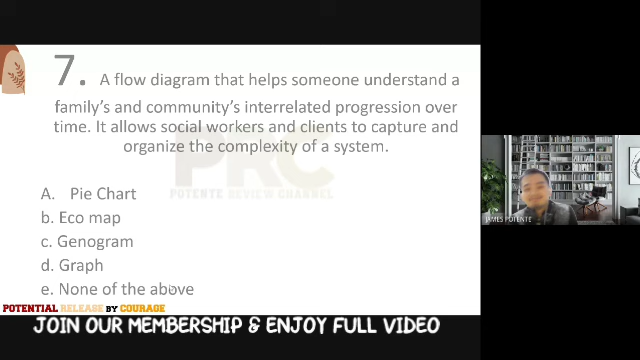 7. A flow diagram that helps someone understand a
family's and community's interrelated progression over
time. It allows social workers and clients to capture and
organize the complexity of a system.
PRC
POTENTE REVIEW CHANNEL
A. Pie Chart
b. Eco map
c. Genogram
d. Graph
e. None of the above
JAMES POTENTE
POTENTIAL RELEASE BY COURAGE
JOIN OUR MEMBERSHIP & ENJOY FULL VIDEO